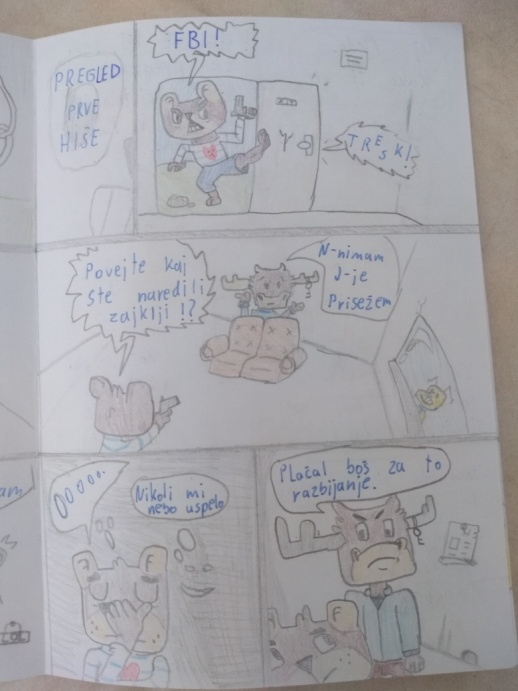 PREGLED
PRVE
HIŠE
FBI!
TRESK!
Povejte kaj
ste naredili
zajklji !?
N-nimam
J-je
Prisežem
Oooo..
Nikoli mi
nebo uspelo
Plačal boš za to
razbijanje.